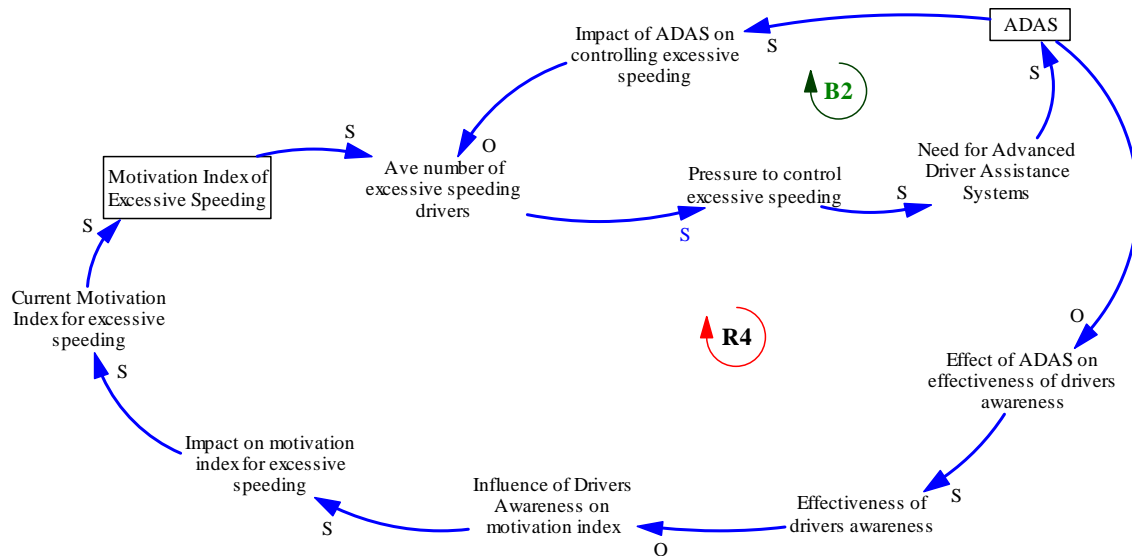 Impact of ADAS on
controlling excessive
speeding
S
ADAS
S
B2
O
S
Ave number of
excessive speeding
drivers
Motivation Index of
Excessive Speeding
Pressure to control
excessive speeding
S
Need for Advanced
Driver Assistance
Systems
S
S
Current Motivation
Index for excessive
speeding
R4
O
Effect of ADAS on
effectiveness of drivers
awareness
S
Impact on motivation
index for excessive
speeding
S
Influence of Drivers
Awareness on
motivation index
O
Effectiveness of
drivers awareness
S